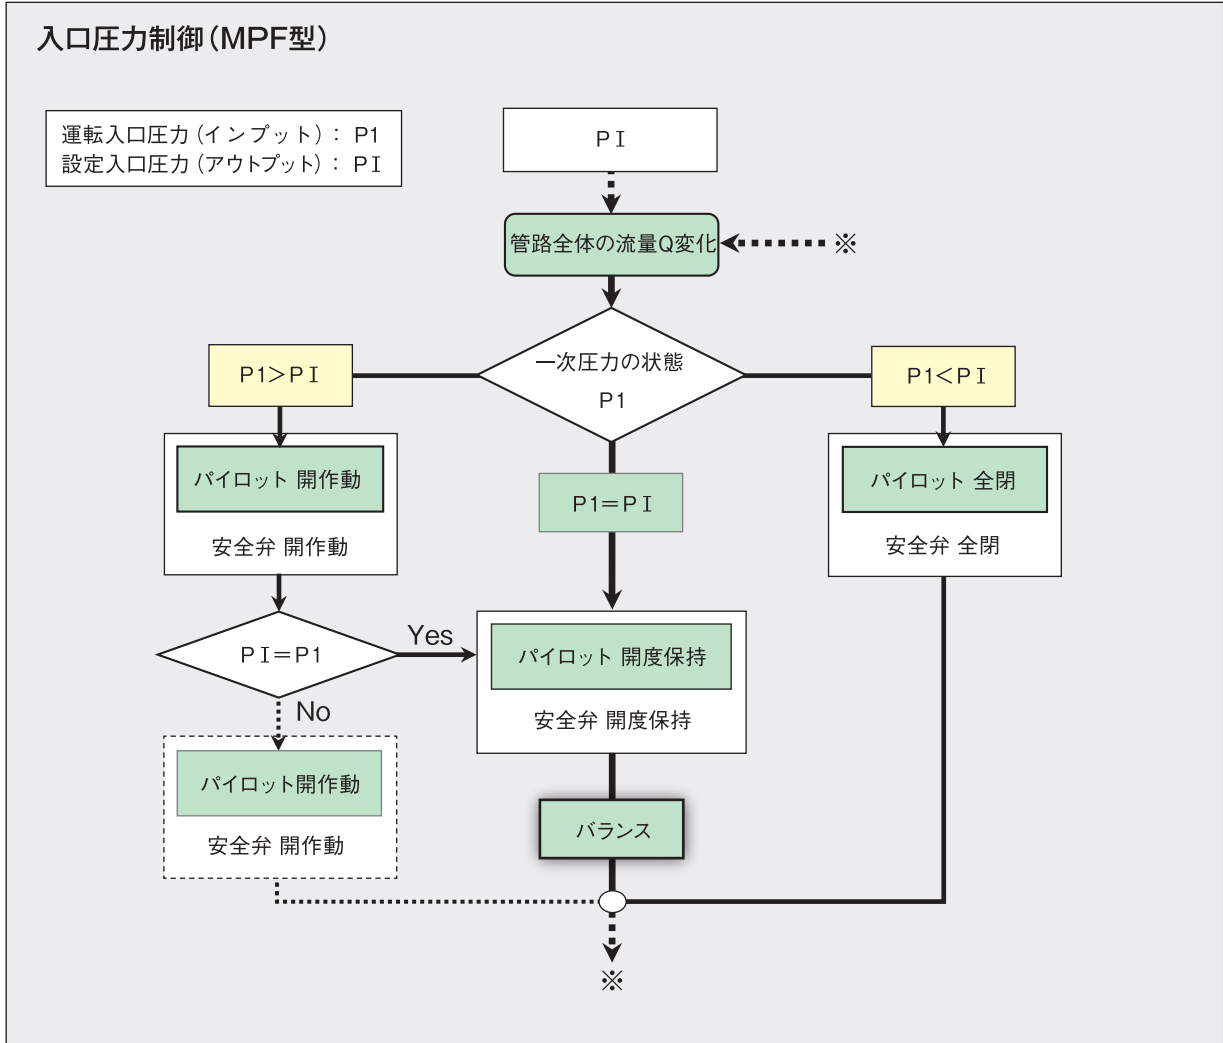 入口圧力制御(MPF型)
運転入口圧力(インプット): P1
設定入口圧力(アウトプット): PI
PI
管路全体の流量Q変化
※
一次圧力の状態
P1
P1>PI
P1<PI
パイロット 開作動
安全弁 開作動
P1=PI
パイロット 全閉
安全弁 全閉
PI=P1
Yes
No
パイロット 開度保持
安全弁 開度保持
パイロット開作動
安全弁 開作動
バランス
※